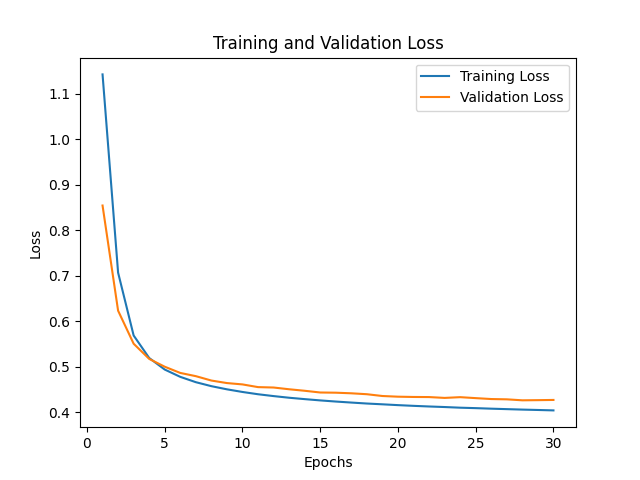 Training and Validation Loss
Training Loss
Validation Loss
Loss
1.1
1.0
0.9
0.8
0.7
0.6
0.5
0.4
0 5 10 15 20 25 30
Epochs